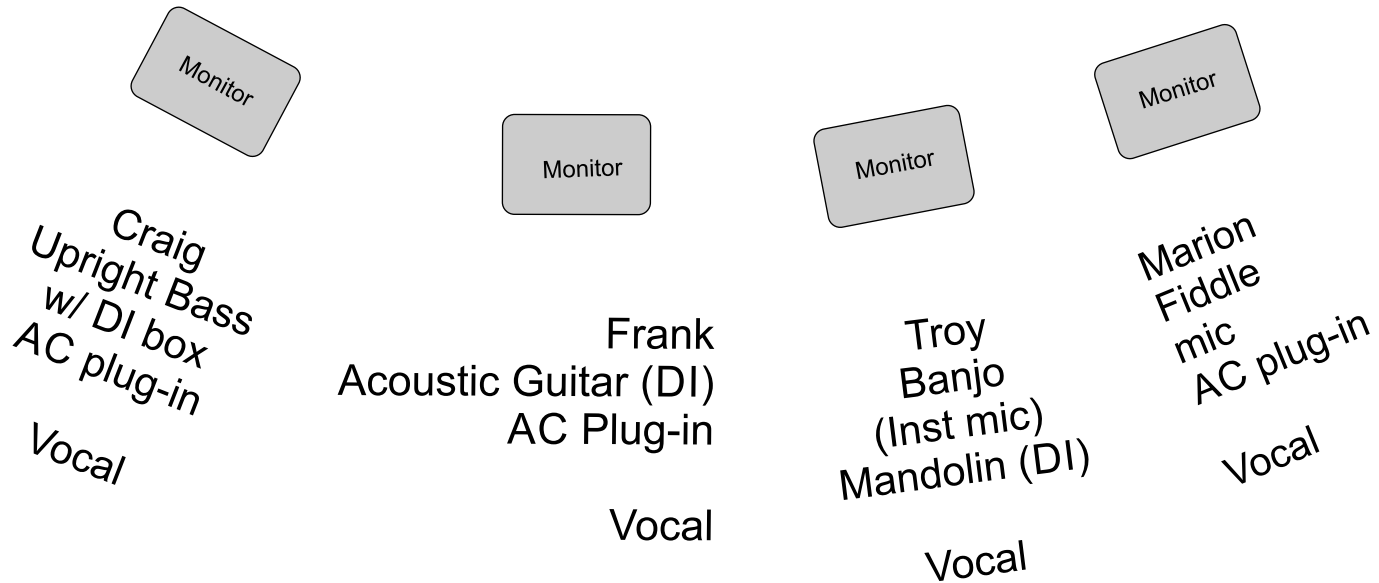 Monitor
Monitor
Monitor
Monitor
Craig
Upright Bass
w/ DI box
AC plug-in
Vocal
Frank
Acoustic Guitar (DI)
AC Plug-in
Vocal
Troy
Banjo
(Inst mic)
Mandolin (DI)
Vocal
Marion
Fiddle
mic
AC plug-in
Vocal